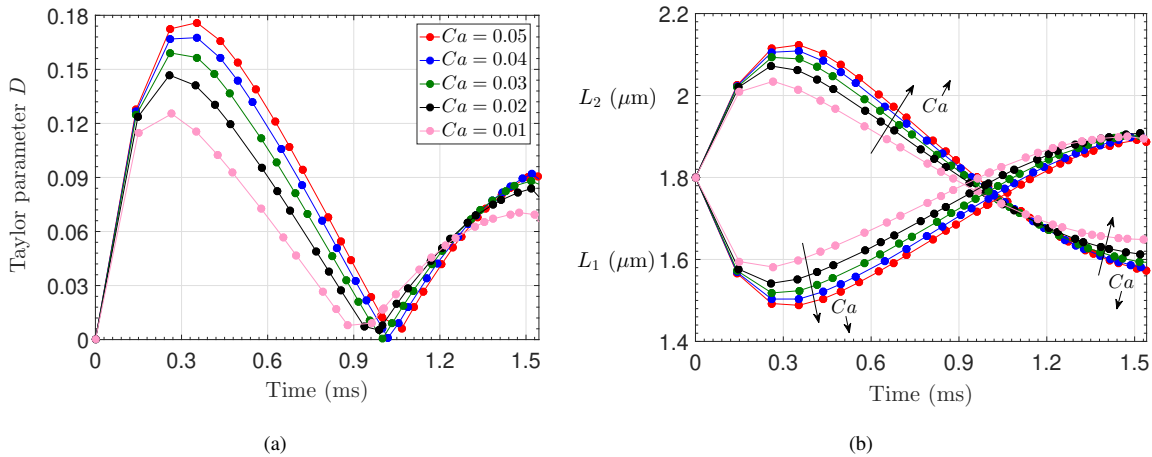 Taylor parameter D
0.18
0.15
0.12
0.09
0.06
0.03
0
0 0.3 0.6 0.9 1.2 1.5
Time (ms)
Ca = 0.05
Ca = 0.04
Ca = 0.03
Ca = 0.02
Ca = 0.01
(a)
2.2
L₂ (μm) 2
1.8
L₁ (μm) 1.6
1.4
Ca
Ca
Ca
0 0.3 0.6 0.9 1.2 1.5
Time (ms)
(b)